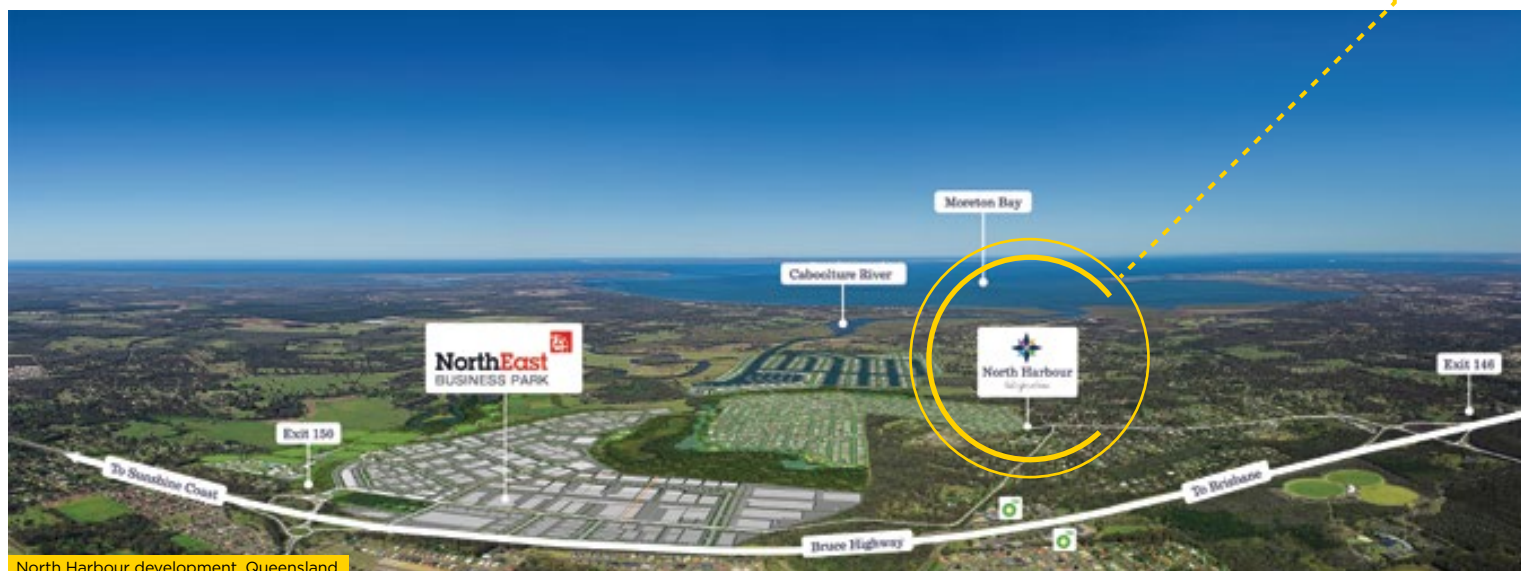 Moreton Bay
Caboolture River
NorthEast
BUSINESS PARK
North Harbour
Exit 146
Exit 156
To Sunshine Coast
To Brisbane
Bruce Highway
North Harbour development, Queensland